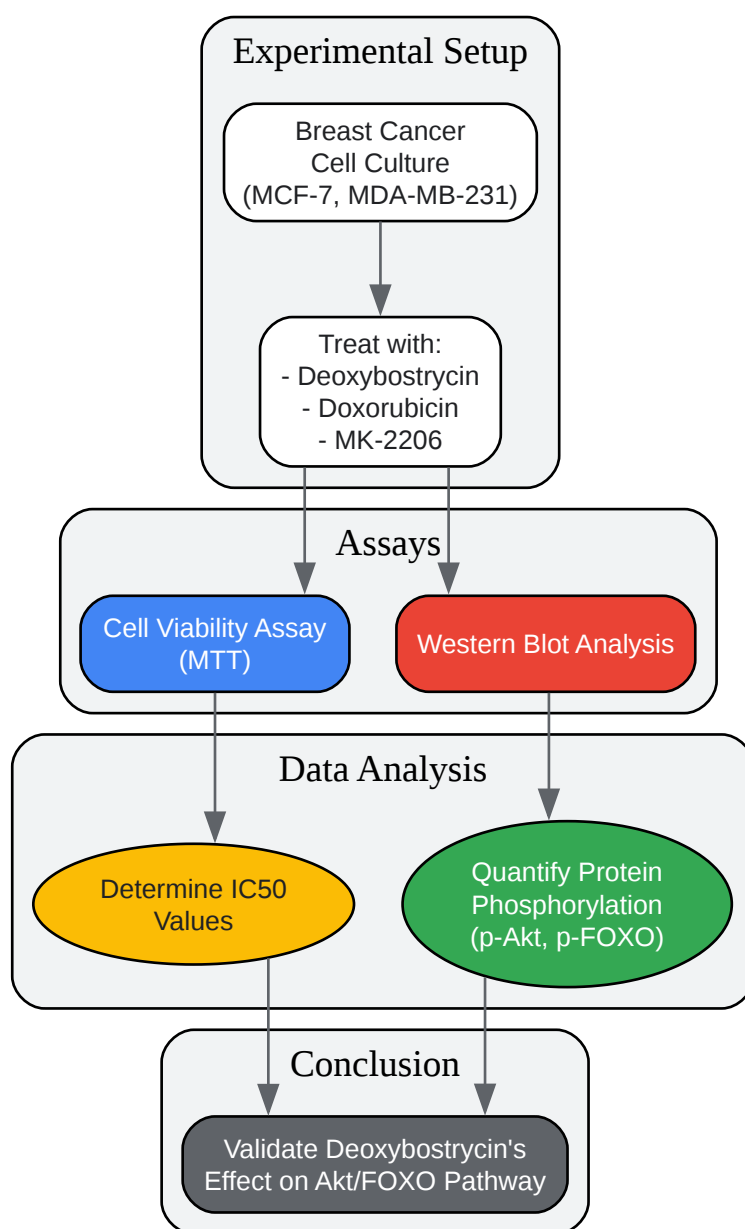 Experimental Setup
Breast Cancer
Cell Culture
(MCF-7, MDA-MB-231)
Treat with:
- Deoxybostrycin
- Doxorubicin
- MK-2206
Assays
Cell Viability Assay
(MTT)
Western Blot Analysis
Data Analysis
Determine IC50
Values
Quantify Protein
Phosphorylation
(p-Akt, p-FOXO)
Conclusion
Validate Deoxybostrycin's
Effect on Akt/FOXO Pathway